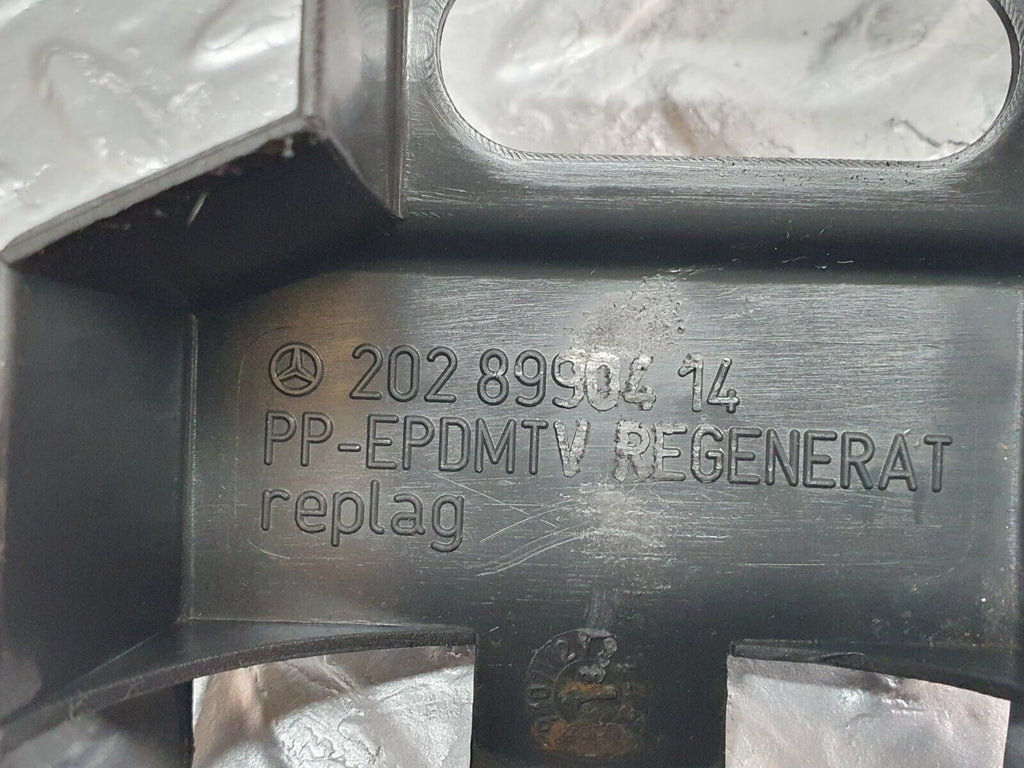 202 89904 14
PP-EPDMTV REGENERAT
replag